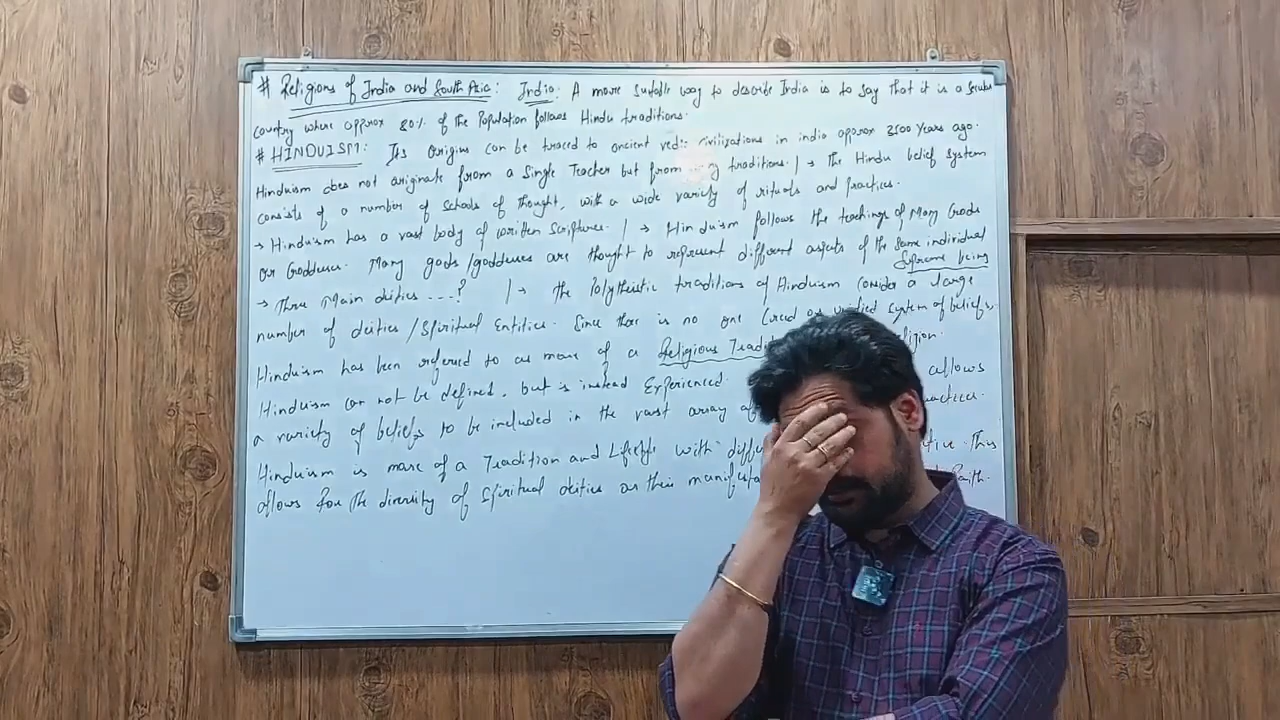 # Religions of India and South Asia: India: A more Sutable way to describe India is to say that it is a Secular
Country where approx 80% of the Population follows Hindu traditions.
# HINDUISM: Its origins can be traced to ancient vedic civilizations in india approx 3500 Years ago.
Hinduism does not originate from a Single Teacher but from many traditions. | → The Hindu belief System
consists of a number of Schools of thought, with a wide variety of rituals and Practices.
→ Hinduism has a vast body of written Scriptures. | → Hinduism follows the teachings of Many Gods
or Goddesses. Many gods/goddesses are thought to represent different aspects of the Same individual
Supreme being
→ Three Main deities ....? | → The Polytheistic traditions of Hinduism Consider a large
number of deities / Spiritual Entities. Since there is no one Creed or unified System of beliefs,
Hinduism has been referred to as more of a Religious
Hinduism can not be defined, but is instead Experienced. allows
a variety of beliefs to be included in the vast array of
Hinduism is more of a Tradition and Lifestyle with This
allows for the diversity of Spiritual deities or their faith.